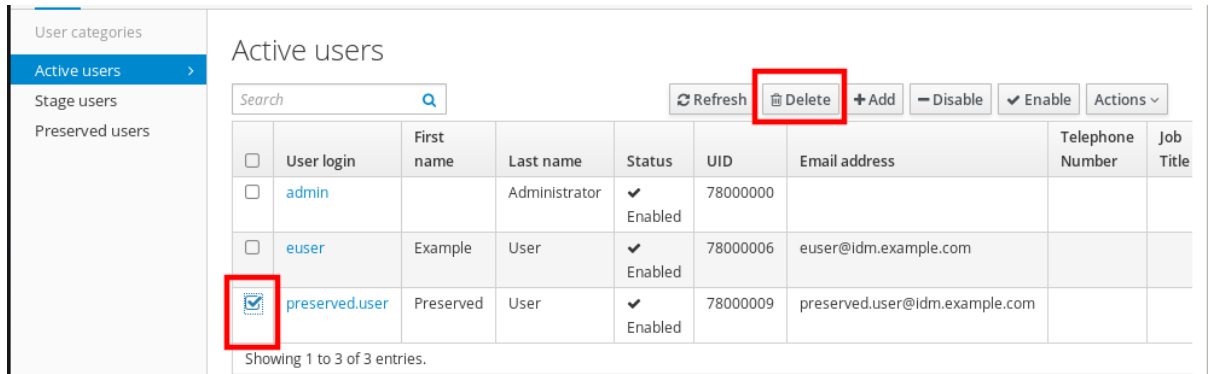 User categories
Active users
Stage users
Preserved users
Active users
Search
Refresh Delete Add Disable Enable Actions
User login First name Last name Status UID Email address Telephone Number Job Title
admin Administrator Enabled 78000000
euser Example User Enabled 78000006 euser@idm.example.com
preserved.user Preserved User Enabled 78000009 preserved.user@idm.example.com
Showing 1 to 3 of 3 entries.